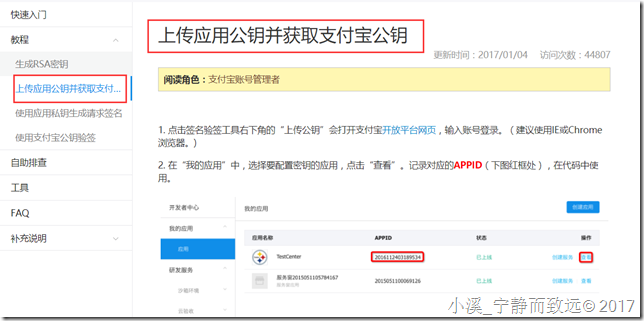 快速入门
教程
生成RSA密钥
上传应用公钥并获取支付...
使用应用私钥生成请求签名
使用支付宝公钥验签
自助排查
工具
FAQ
补充说明
上传应用公钥并获取支付宝公钥
更新时间：2017/01/04 访问次数：44807
阅读角色：支付宝账号管理者
1. 点击签名验签工具右下角的“上传公钥”会打开支付宝开放平台网页，输入账号登录。（建议使用IE或Chrome
浏览器。）
2. 在“我的应用”中，选择要配置密钥的应用，点击“查看”。记录对应的APPID（下图红框处），在代码中使
用。
开发者中心
我的应用
应用
研发服务
沙箱环境
云验收
我的应用
创建应用
应用名称 APPID 状态 操作
TestCenter 2016112403189534 已上线 创建服务 查看
服务窗2015051105784167 2015051100069126 已上线 创建服务 查看
服务窗应用
小溪_宁静而致远© 2017